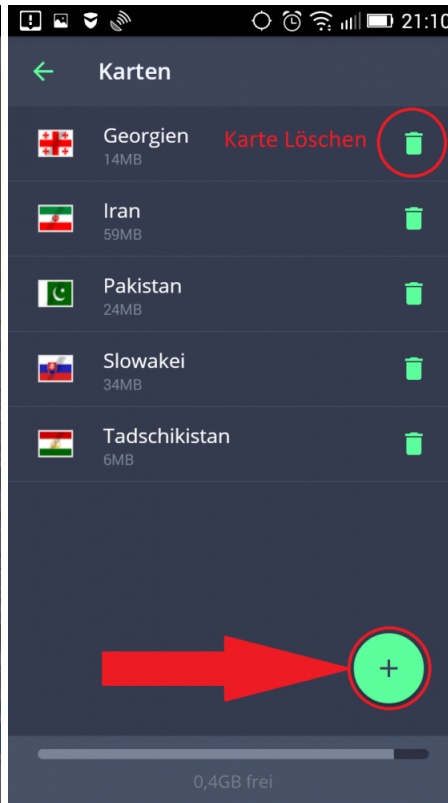 21:10
Karten
Georgien
14MB
Karte Löschen
Iran
59MB
Pakistan
24MB
Slowakei
34MB
Tadschikistan
6MB
+
0,4GB frei